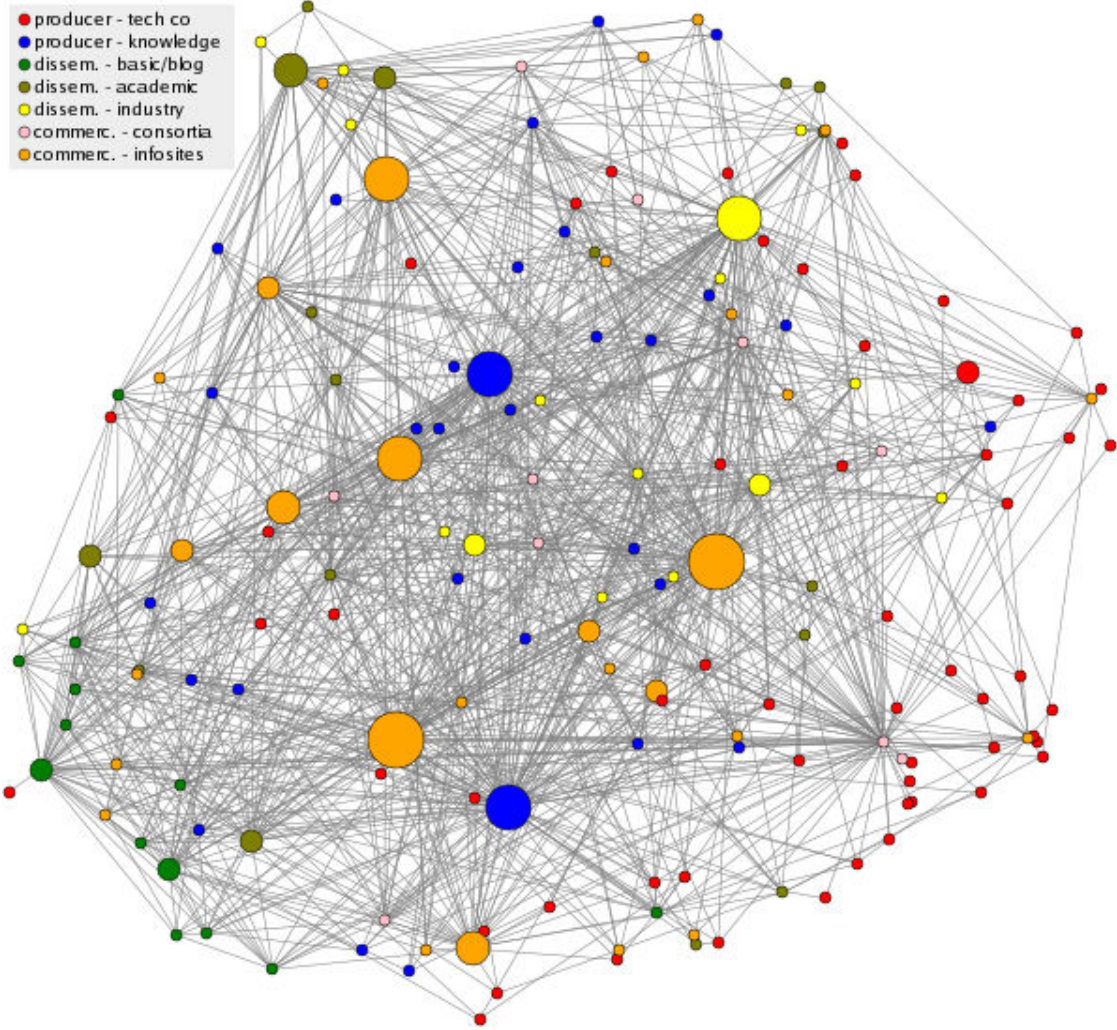 producer - tech co
producer - knowledge
dissem. - basic/blog
dissem. - academic
dissem. - industry
commerc. - consortia
commerc. - infosites